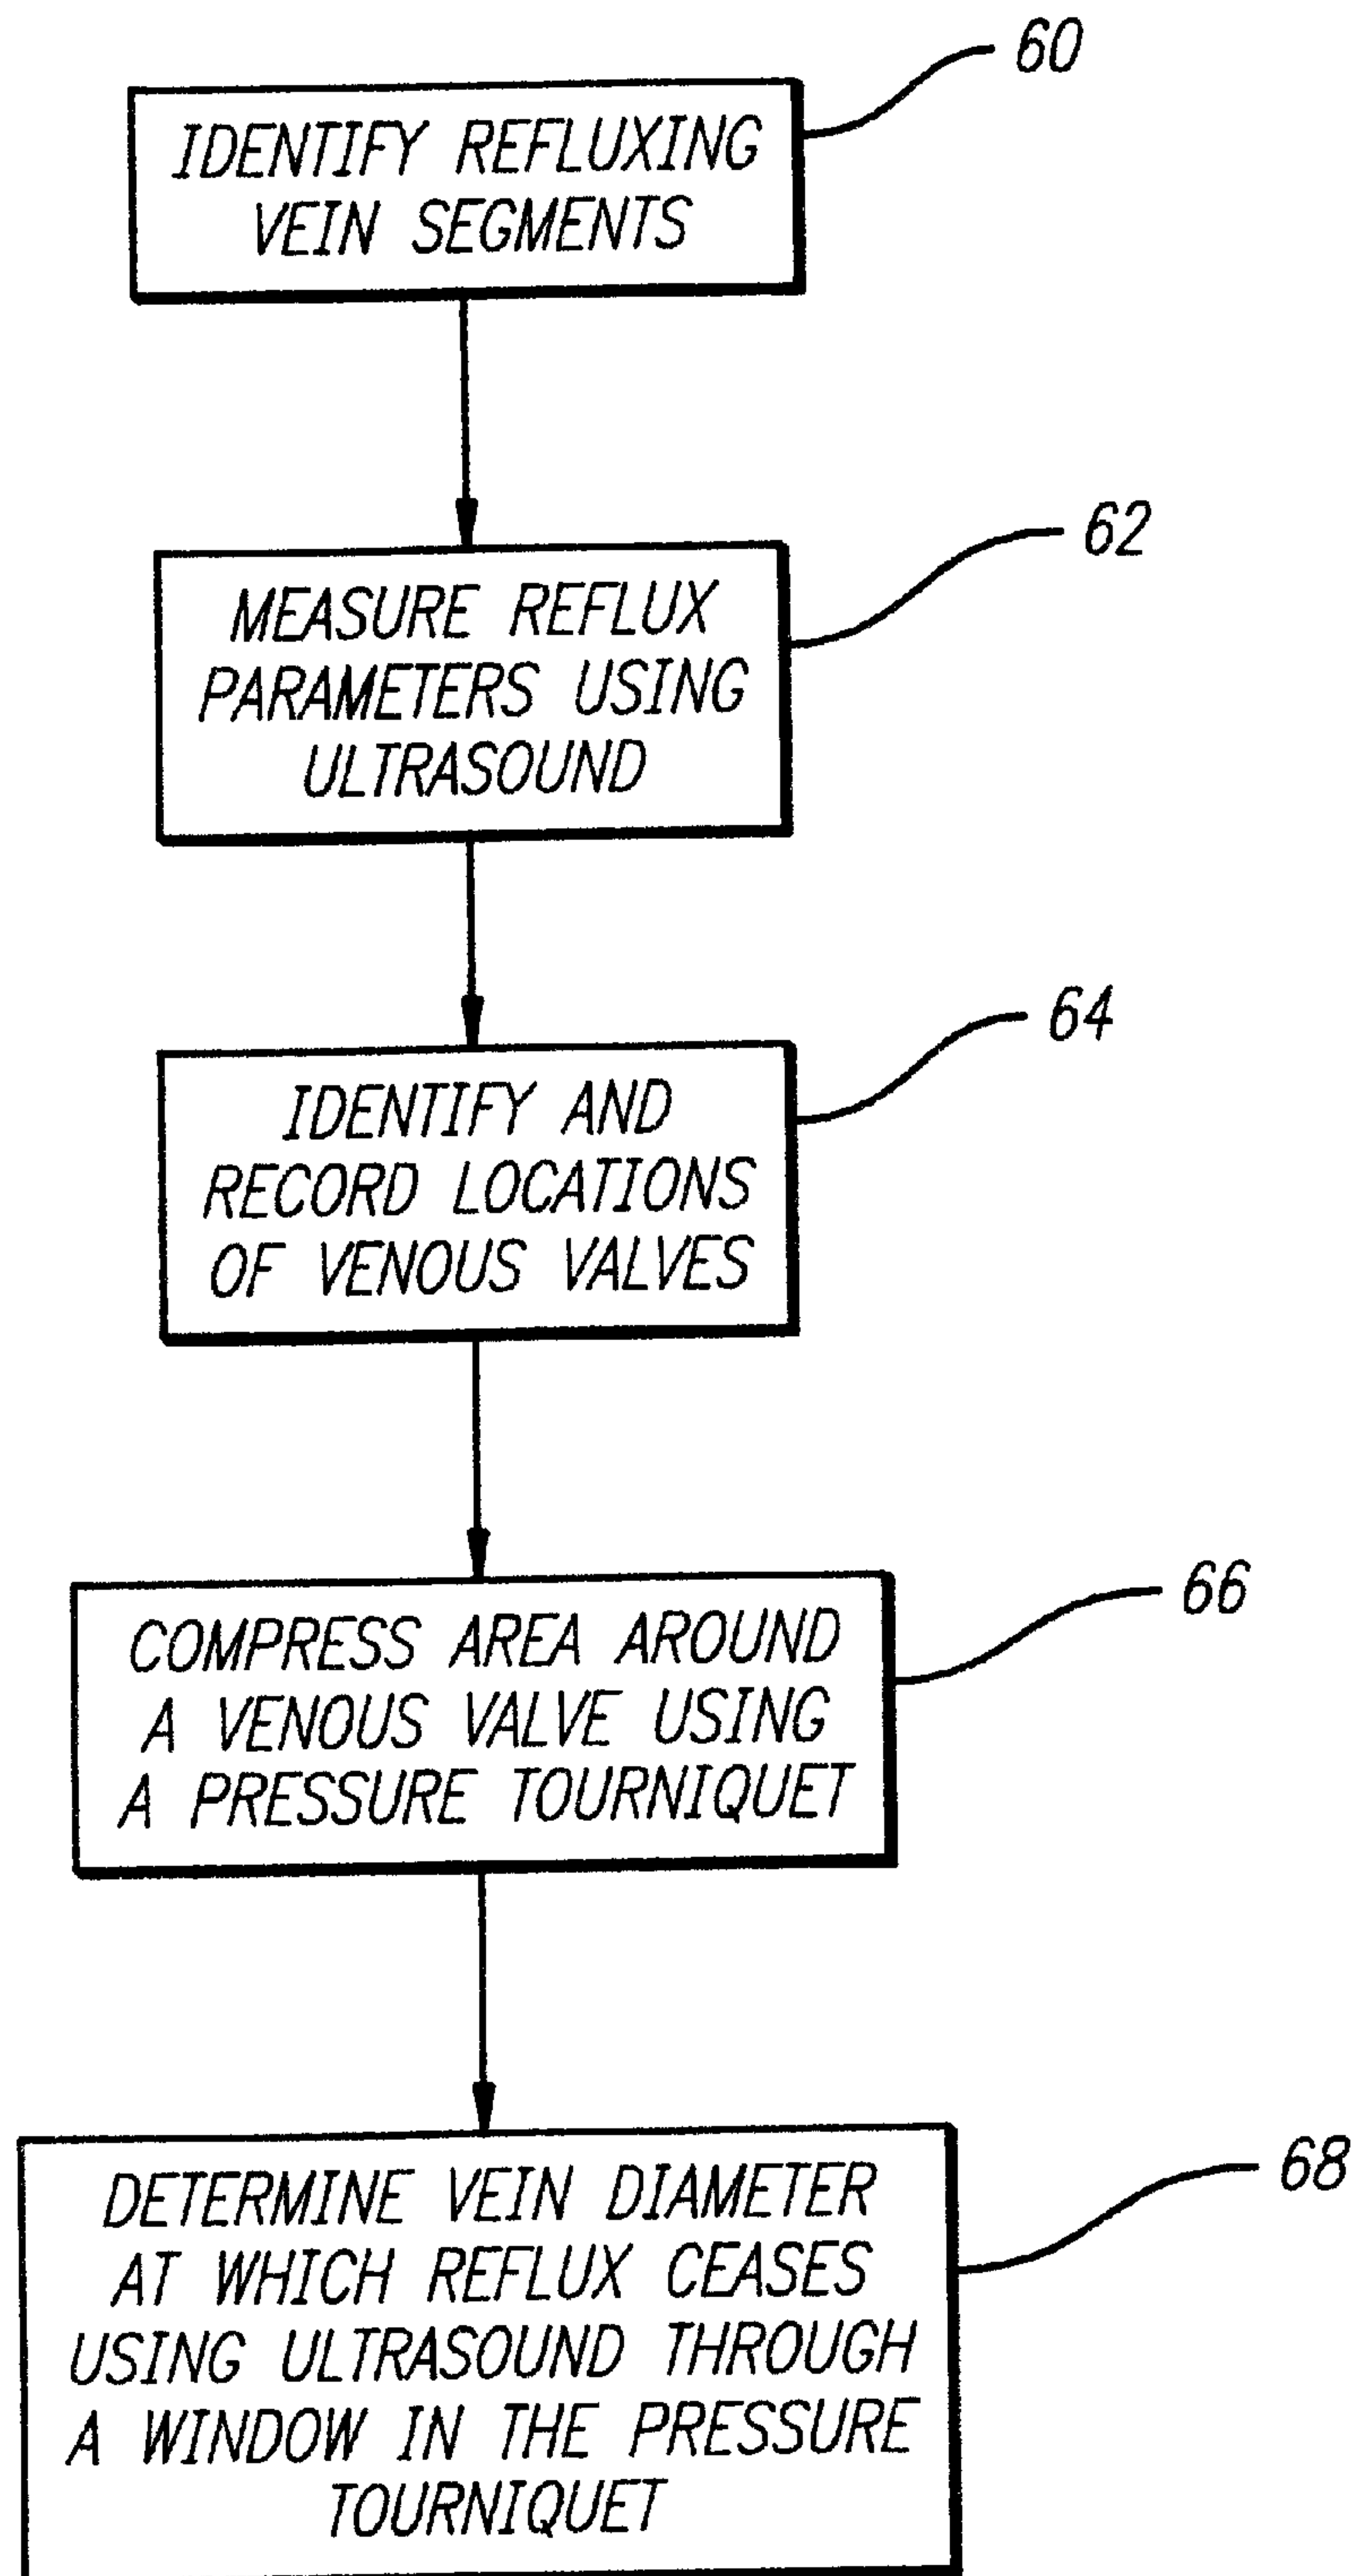 60
IDENTIFY REFLUXING
VEIN SEGMENTS
62
MEASURE REFLUX
PARAMETERS USING
ULTRASOUND
64
IDENTIFY AND
RECORD LOCATIONS
OF VENOUS VALVES
66
COMPRESS AREA AROUND
A VENOUS VALVE USING
A PRESSURE TOURNIQUET
68
DETERMINE VEIN DIAMETER
AT WHICH REFLUX CEASES
USING ULTRASOUND THROUGH
A WINDOW IN THE PRESSURE
TOURNIQUET